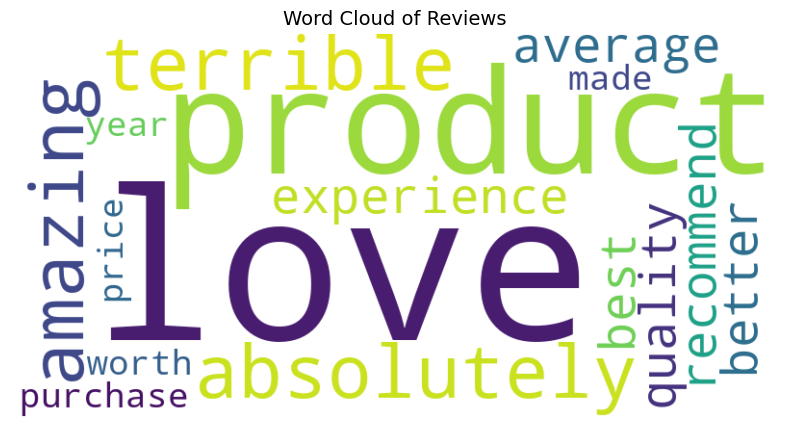 Word Cloud of Reviews
terrible
average
made
product
amazing
year
experience
recommend
love
price
best
quality
better
worth
absolutely
purchase